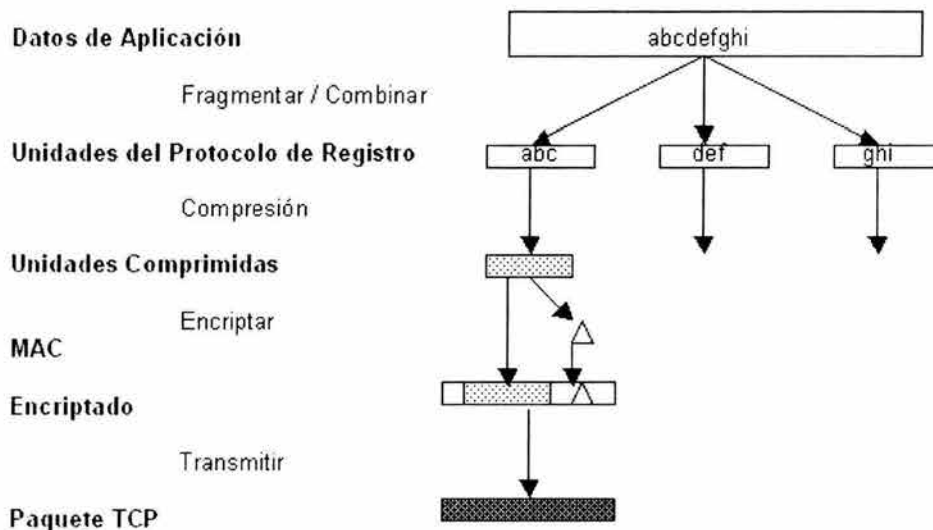 Datos de Aplicación
abcdefghi
Fragmentar / Combinar
Unidades del Protocolo de Registro
abc
def
ghi
Compresión
Unidades Comprimidas
Encriptar
MAC
Encriptado
Transmitir
Paquete TCP